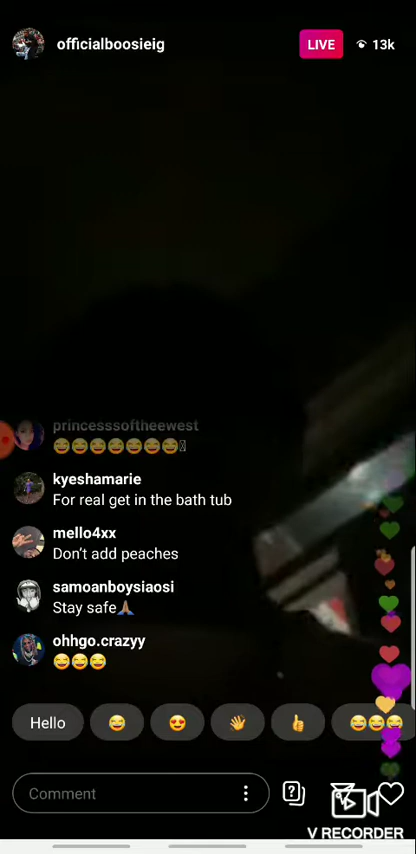 officialboosieig
LIVE
13k
princesssoftheewest
😂😂😂😂😂😂😂
kyeshamarie
For real get in the bath tub
mello4xx
Don't add peaches
samoanboysiaosi
Stay safe🙏🏽
ohhgo.crazyy
😂😂😂
Hello 😂 😍 👋 👍 😂😂😂
Comment
V RECORDER